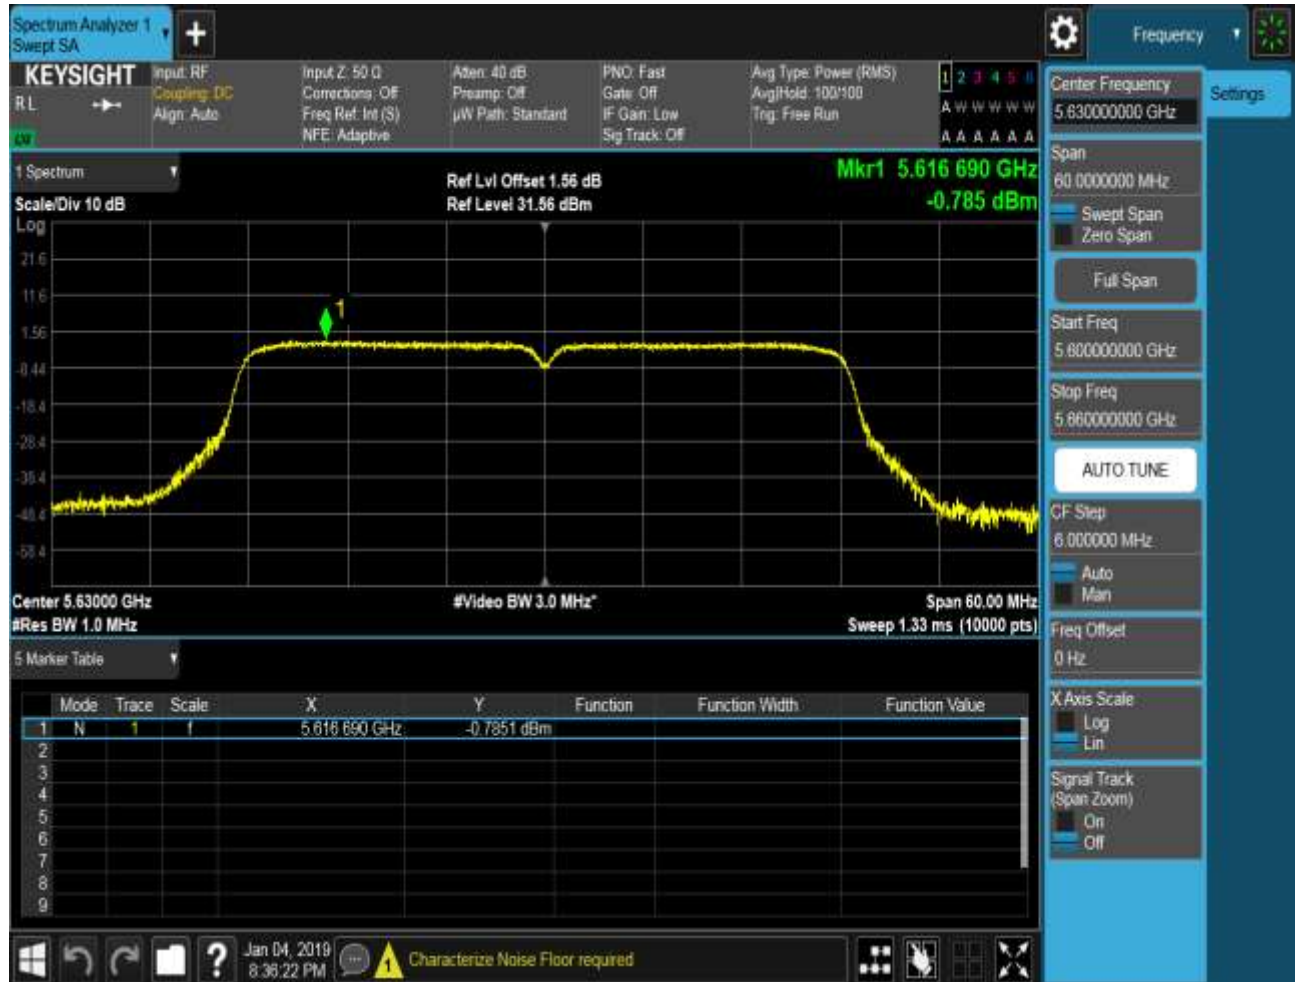 Spectrum Analyzer 1
Swept SA
Frequency
KEYSIGHT
R L
Input: RF
Coupling: DC
Align: Auto
Input Z: 50 Ω
Corrections: Off
Freq Ref: Int (S)
NFE: Adaptive
Atten: 40 dB
Preamp: Off
µW Path: Standard
PNO: Fast
Gate: Off
IF Gain: Low
Sig Track: Off
Avg Type: Power (RMS)
Avg|Hold: 100/100
Trig: Free Run
1 2 3 4 5 6
A W W W W W
A A A A A A
1 Spectrum
Scale/Div 10 dB
Ref Lvl Offset 1.56 dB
Ref Level 31.56 dBm
Mkr1 5.616 690 GHz
-0.785 dBm
Log
21.6
11.6
1.56
-8.44
-18.4
-28.4
-38.4
-48.4
-58.4
1
Center 5.63000 GHz
#Res BW 1.0 MHz
#Video BW 3.0 MHz*
Span 60.00 MHz
Sweep 1.33 ms (10000 pts)
5 Marker Table
Mode Trace Scale X Y Function Function Width Function Value
1 N 1 f 5.616 690 GHz -0.7851 dBm
2
3
4
5
6
7
8
9
Center Frequency
5.630000000 GHz
Settings
Span
60.0000000 MHz
Swept Span
Zero Span
Full Span
Start Freq
5.600000000 GHz
Stop Freq
5.660000000 GHz
AUTO TUNE
CF Step
6.000000 MHz
Auto
Man
Freq Offset
0 Hz
X Axis Scale
Log
Lin
Signal Track
(Span Zoom)
On
Off
?
Jan 04, 2019
8:36:22 PM
1
Characterize Noise Floor required